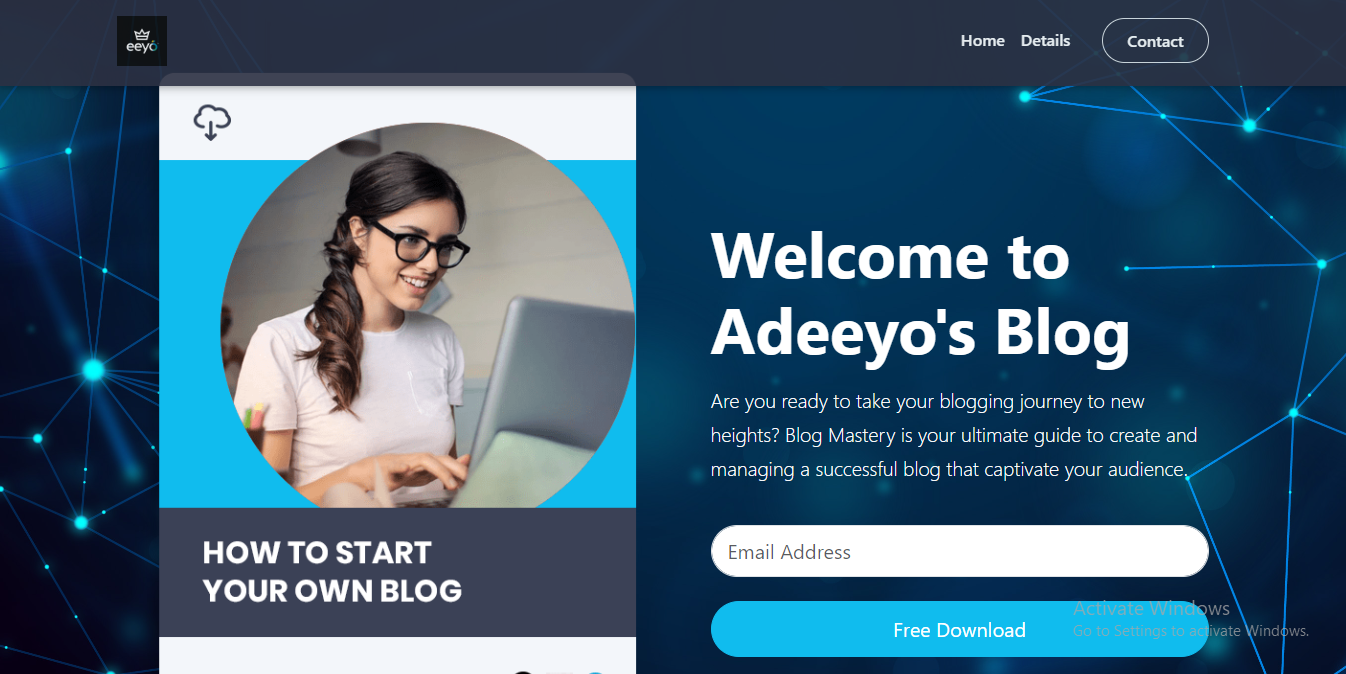 eeyo
Home Details Contact
HOW TO START
YOUR OWN BLOG
Welcome to
Adeeyo's Blog
Are you ready to take your blogging journey to new
heights? Blog Mastery is your ultimate guide to create and
managing a successful blog that captivate your audience.
Email Address
Free Download
Activate Windows
Go to Settings to activate Windows.